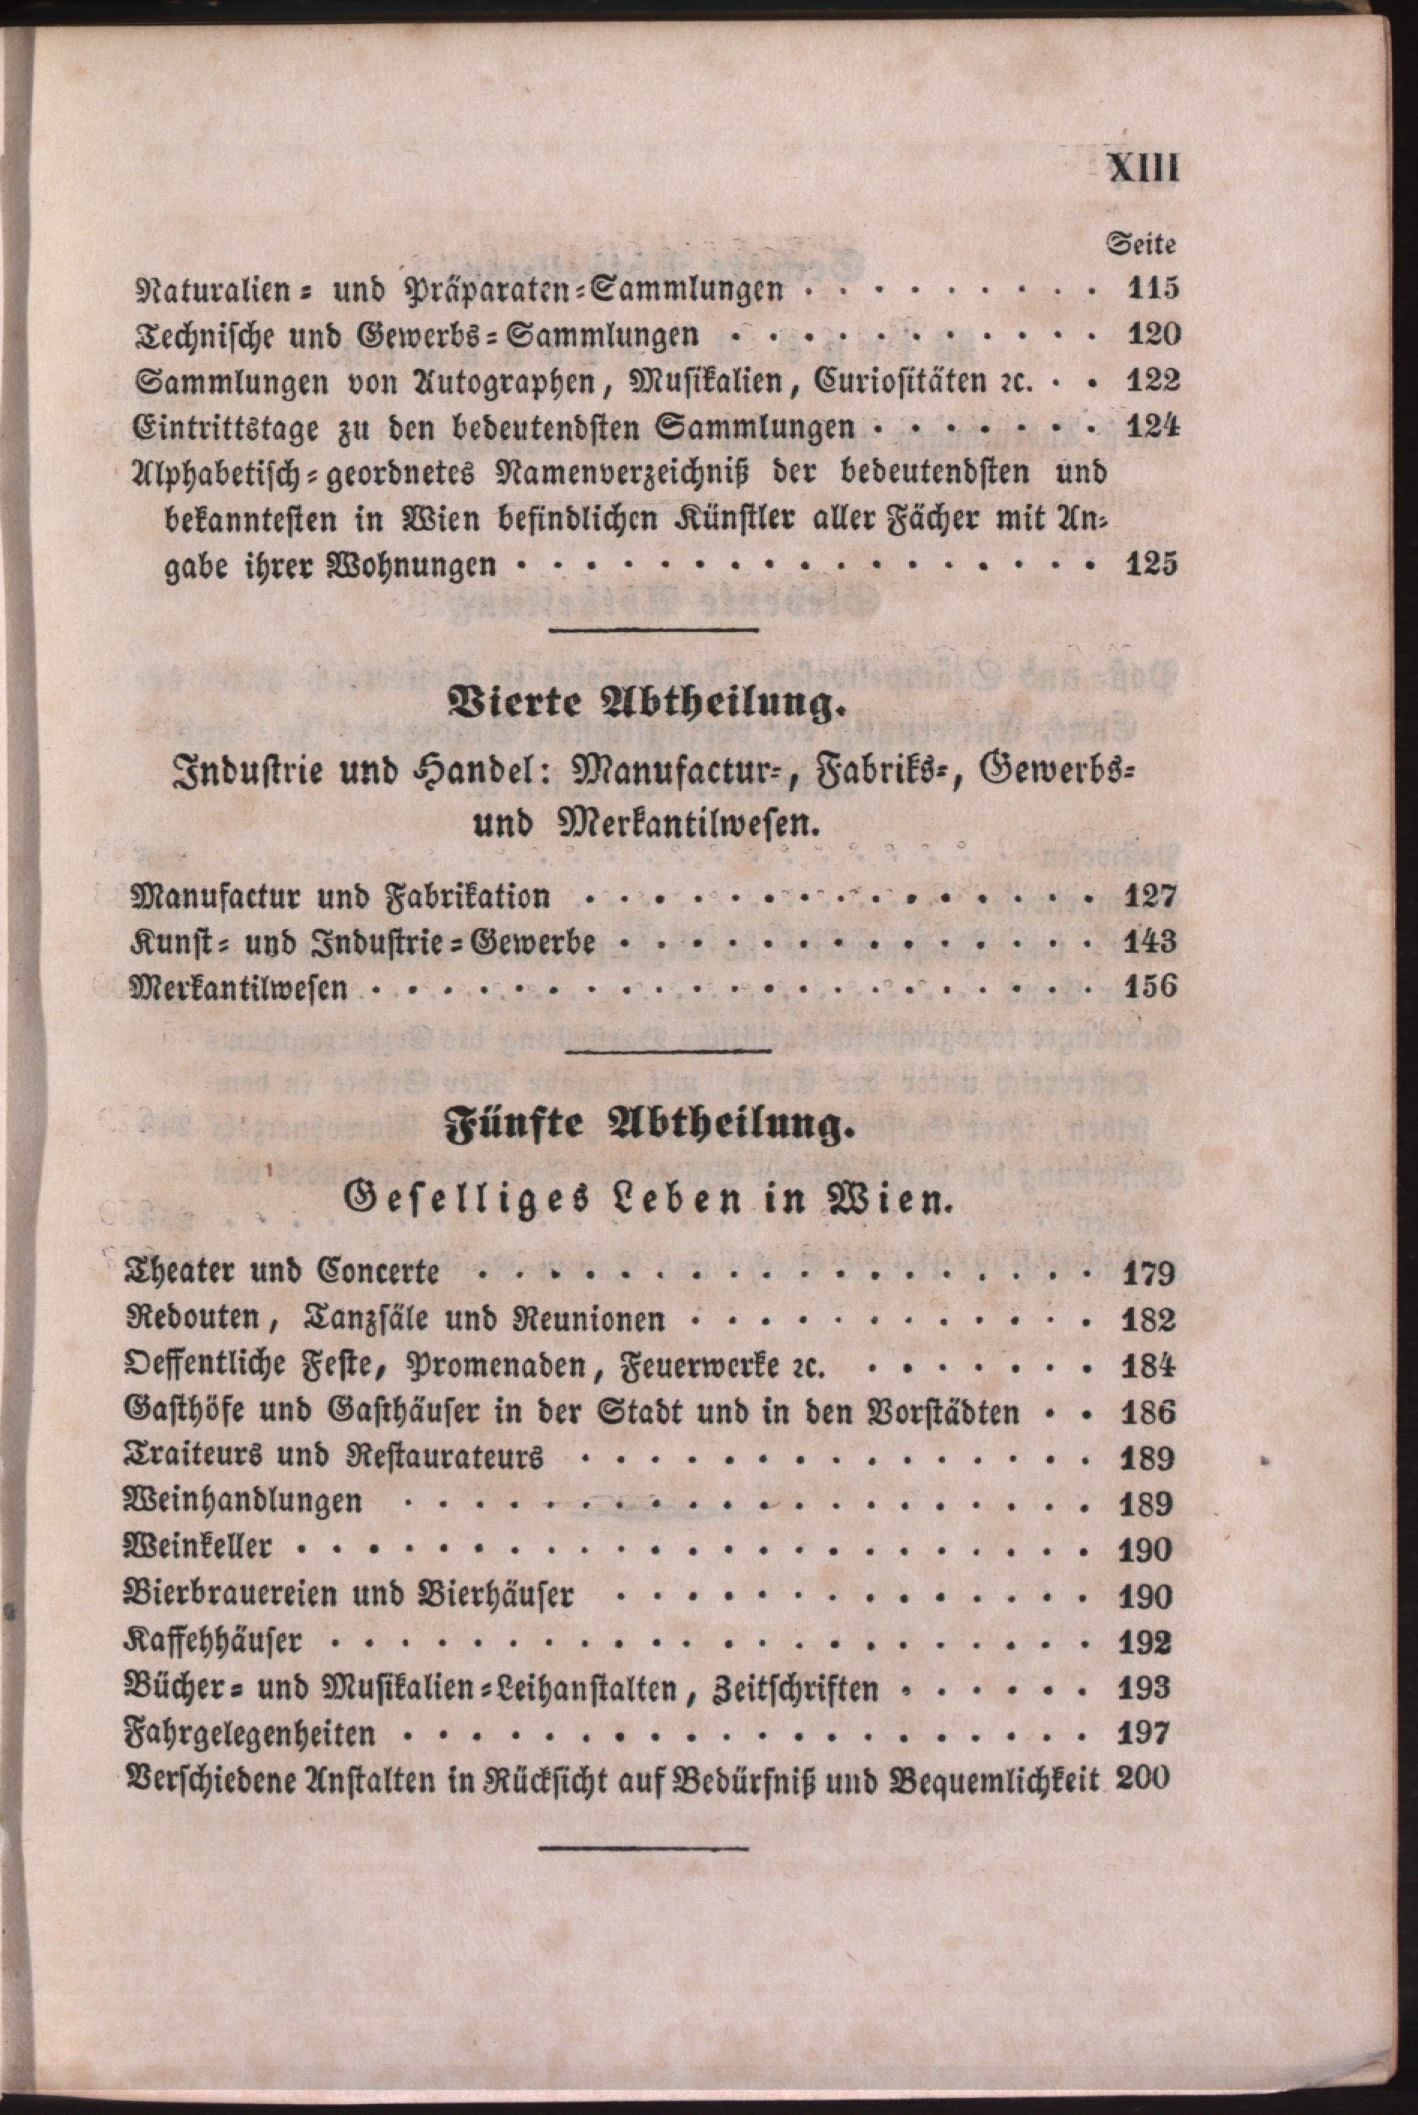 XIII
Seite
Naturalien- und Präparaten-Sammlungen . . . . . . . . . 115
Technische und Gewerbs-Sammlungen . . . . . . . . . . . 120
Sammlungen von Autographen, Musikalien, Curiositäten ꝛc. . . 122
Eintrittstage zu den bedeutendsten Sammlungen . . . . . . . 124
Alphabetisch-geordnetes Namenverzeichniß der bedeutendsten und
bekanntesten in Wien befindlichen Künstler aller Fächer mit An-
gabe ihrer Wohnungen . . . . . . . . . . . . . . . . . 125
Vierte Abtheilung.
Industrie und Handel: Manufactur-, Fabriks-, Gewerbs-
und Merkantilwesen.
Manufactur und Fabrikation . . . . . . . . . . . . . . . 127
Kunst- und Industrie-Gewerbe . . . . . . . . . . . . . . 143
Merkantilwesen . . . . . . . . . . . . . . . . . . . . . 156
Fünfte Abtheilung.
Geselliges Leben in Wien.
Theater und Concerte . . . . . . . . . . . . . . . . . . 179
Redouten, Tanzsäle und Reunionen . . . . . . . . . . . . 182
Oeffentliche Feste, Promenaden, Feuerwerke ꝛc. . . . . . . . 184
Gasthöfe und Gasthäuser in der Stadt und in den Vorstädten . . 186
Traiteurs und Restaurateurs . . . . . . . . . . . . . . . 189
Weinhandlungen . . . . . . . . . . . . . . . . . . . . 189
Weinkeller . . . . . . . . . . . . . . . . . . . . . . . 190
Bierbrauereien und Bierhäuser . . . . . . . . . . . . . . 190
Kaffehhäuser . . . . . . . . . . . . . . . . . . . . . . 192
Bücher- und Musikalien-Leihanstalten, Zeitschriften . . . . . . 193
Fahrgelegenheiten . . . . . . . . . . . . . . . . . . . . 197
Verschiedene Anstalten in Rücksicht auf Bedürfniß und Bequemlichkeit 200